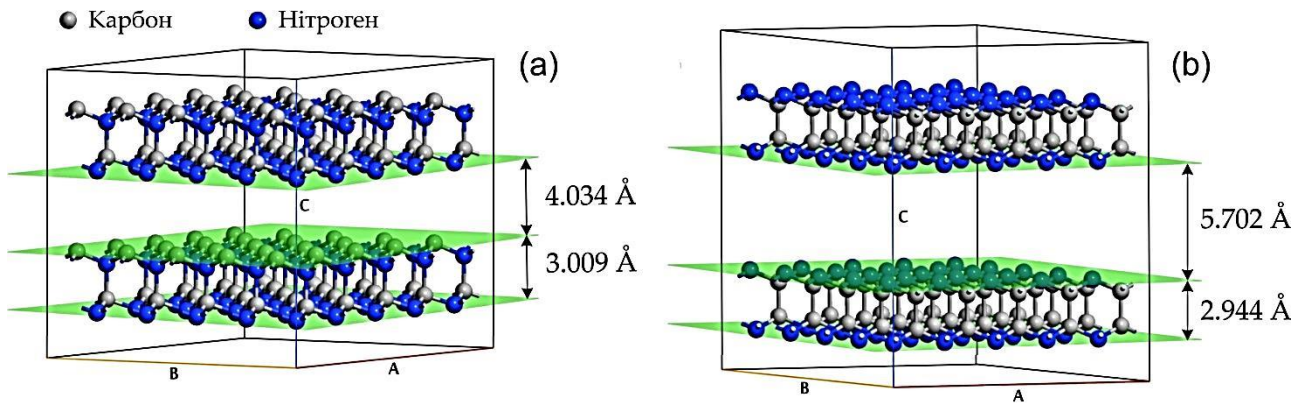 Карбон Нітроген
(a)
4.034 Å
3.009 Å
C
B
A
(b)
5.702 Å
2.944 Å
C
B
A